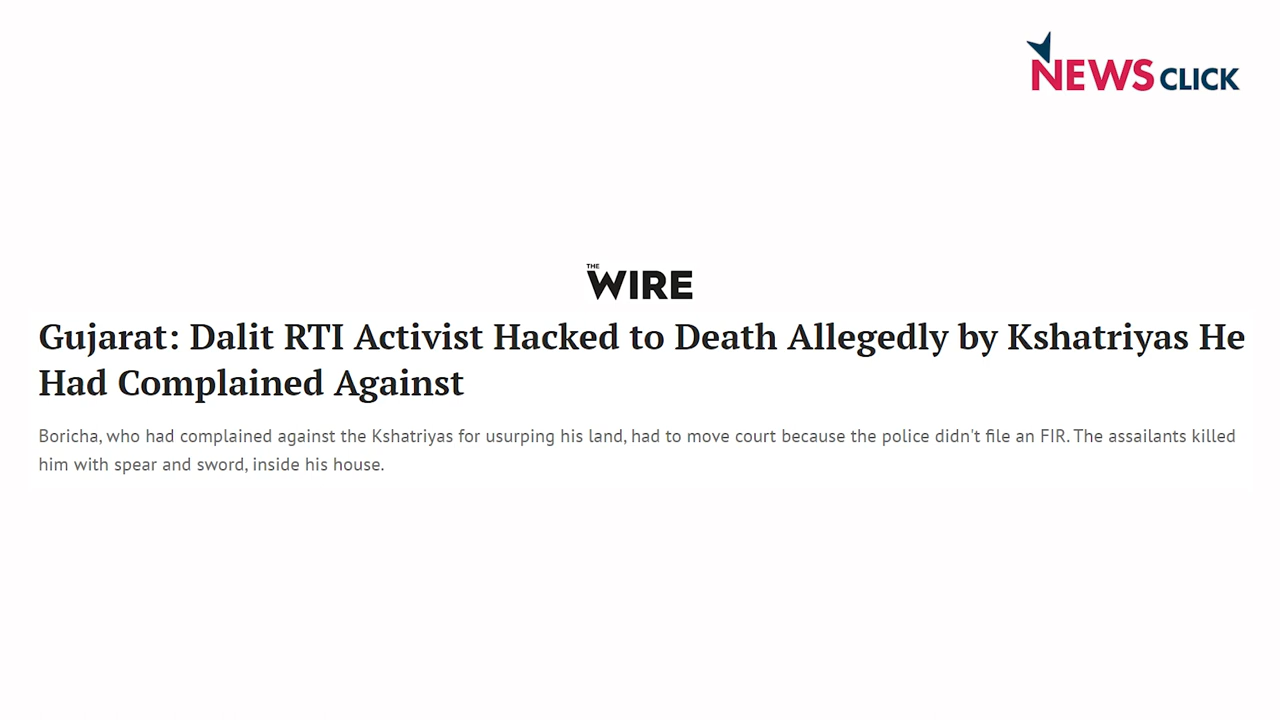 NEWS CLICK
THE
WIRE
Gujarat: Dalit RTI Activist Hacked to Death Allegedly by Kshatriyas He
Had Complained Against
Boricha, who had complained against the Kshatriyas for usurping his land, had to move court because the police didn't file an FIR. The assailants killed
him with spear and sword, inside his house.